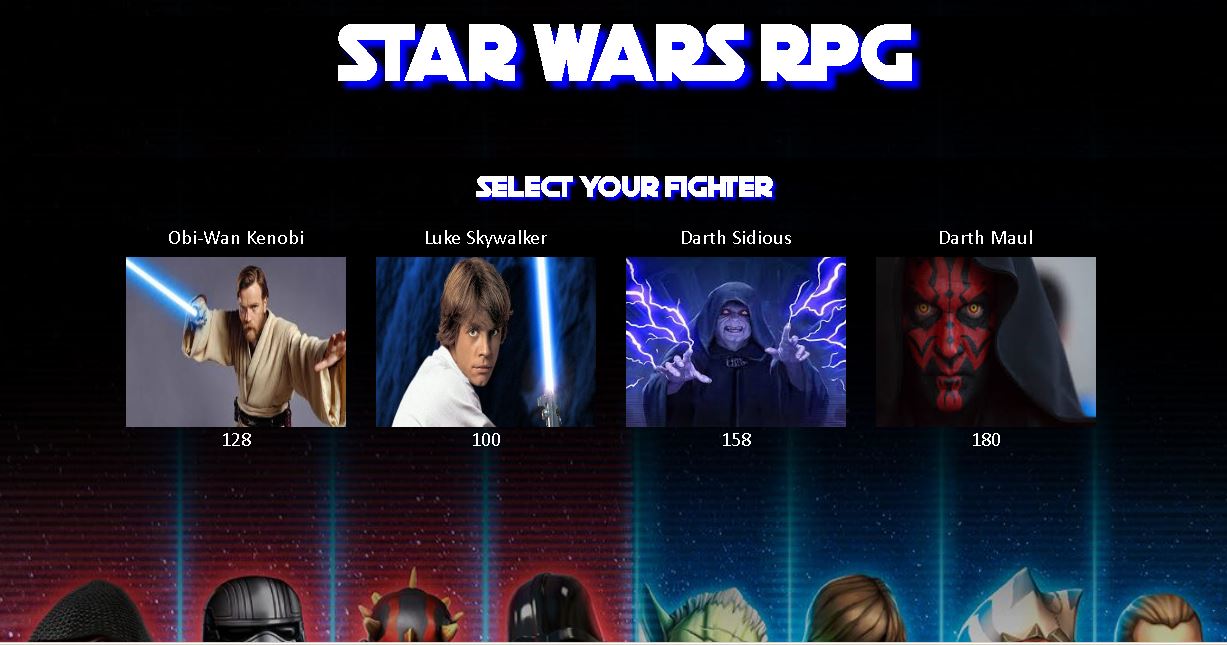 STAR WARS RPG
SELECT YOUR FIGHTER
Obi-Wan Kenobi
Luke Skywalker
Darth Sidious
Darth Maul
128
100
158
180